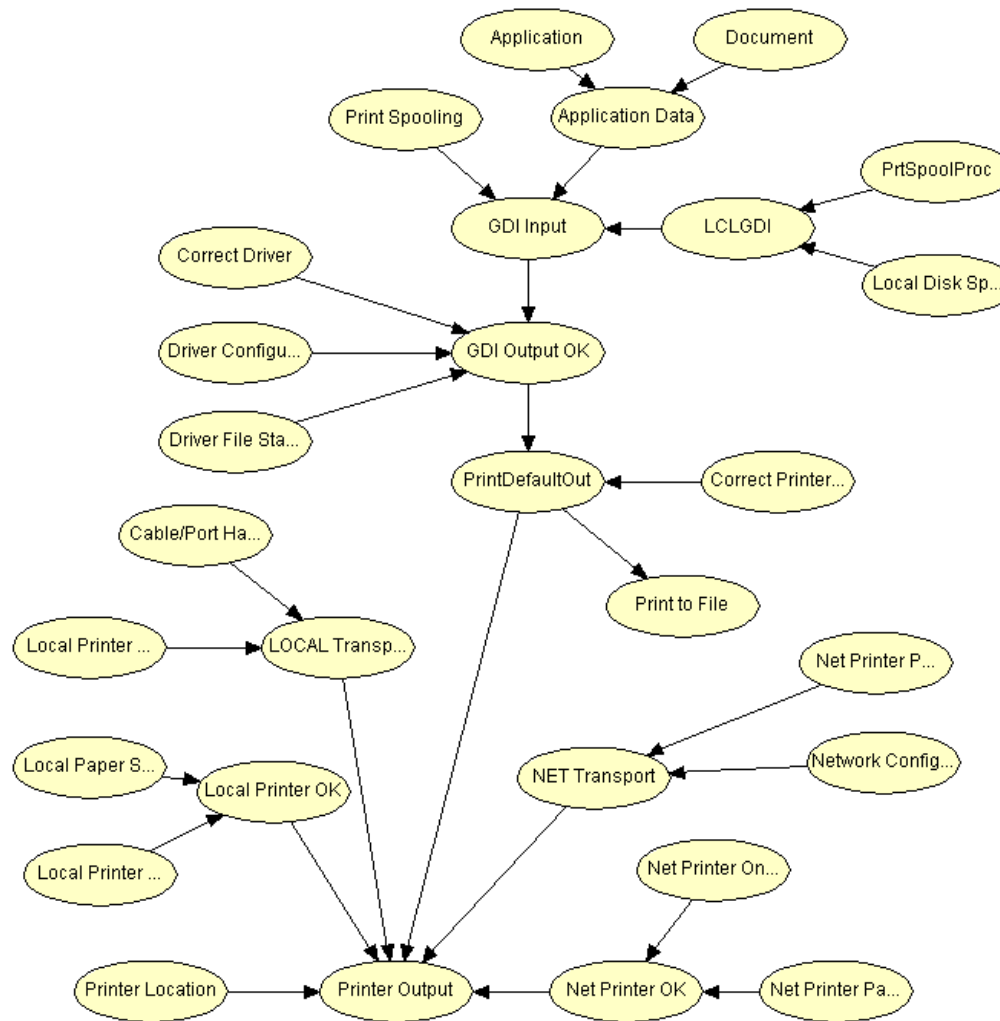 Application
Document
Print Spooling
Application Data
PrtSpoolProc
GDI Input
LCLGDI
Correct Driver
Local Disk Sp...
Driver Configu...
GDI Output OK
Driver File Sta...
PrintDefaultOut
Correct Printer...
Cable/Port Ha...
Print to File
Local Printer ...
LOCAL Transp...
Net Printer P...
Local Paper S...
NET Transport
Network Config...
Local Printer OK
Local Printer ...
Net Printer On...
Printer Location
Printer Output
Net Printer OK
Net Printer Pa...